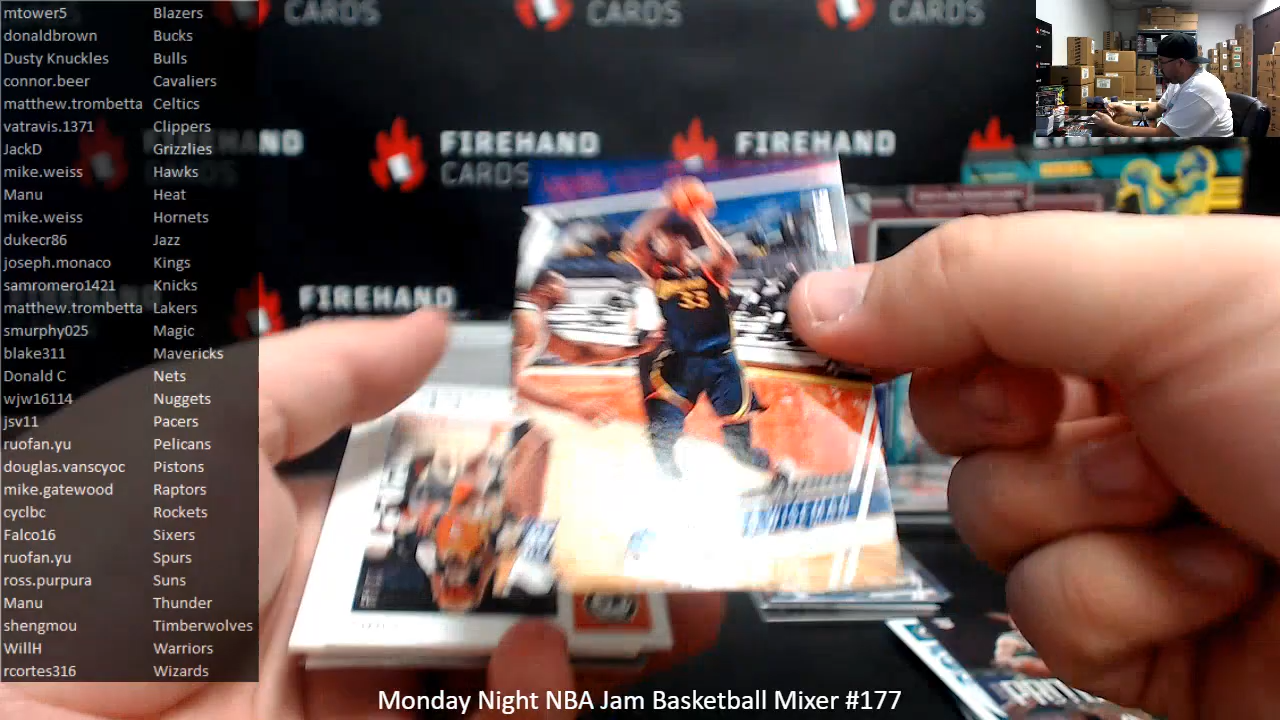 mtower5 Blazers
donaldbrown Bucks
Dusty Knuckles Bulls
connor.beer Cavaliers
matthew.trombetta Celtics
vatravis.1371 Clippers
JackD Grizzlies
mike.weiss Hawks
Manu Heat
mike.weiss Hornets
dukecr86 Jazz
joseph.monaco Kings
samromero1421 Knicks
matthew.trombetta Lakers
smurphy025 Magic
blake311 Mavericks
Donald C Nets
wjw16114 Nuggets
jsv11 Pacers
ruofan.yu Pelicans
douglas.vanscyoc Pistons
mike.gatewood Raptors
cyclbc Rockets
Falco16 Sixers
ruofan.yu Spurs
ross.purpura Suns
Manu Thunder
shengmou Timberwolves
WillH Warriors
rcortes316 Wizards
CARDS
CARDS
CARDS
FIREHAND
CARDS
FIREHAND
FIREHAND
33
WISEMAN
Monday Night NBA Jam Basketball Mixer #177